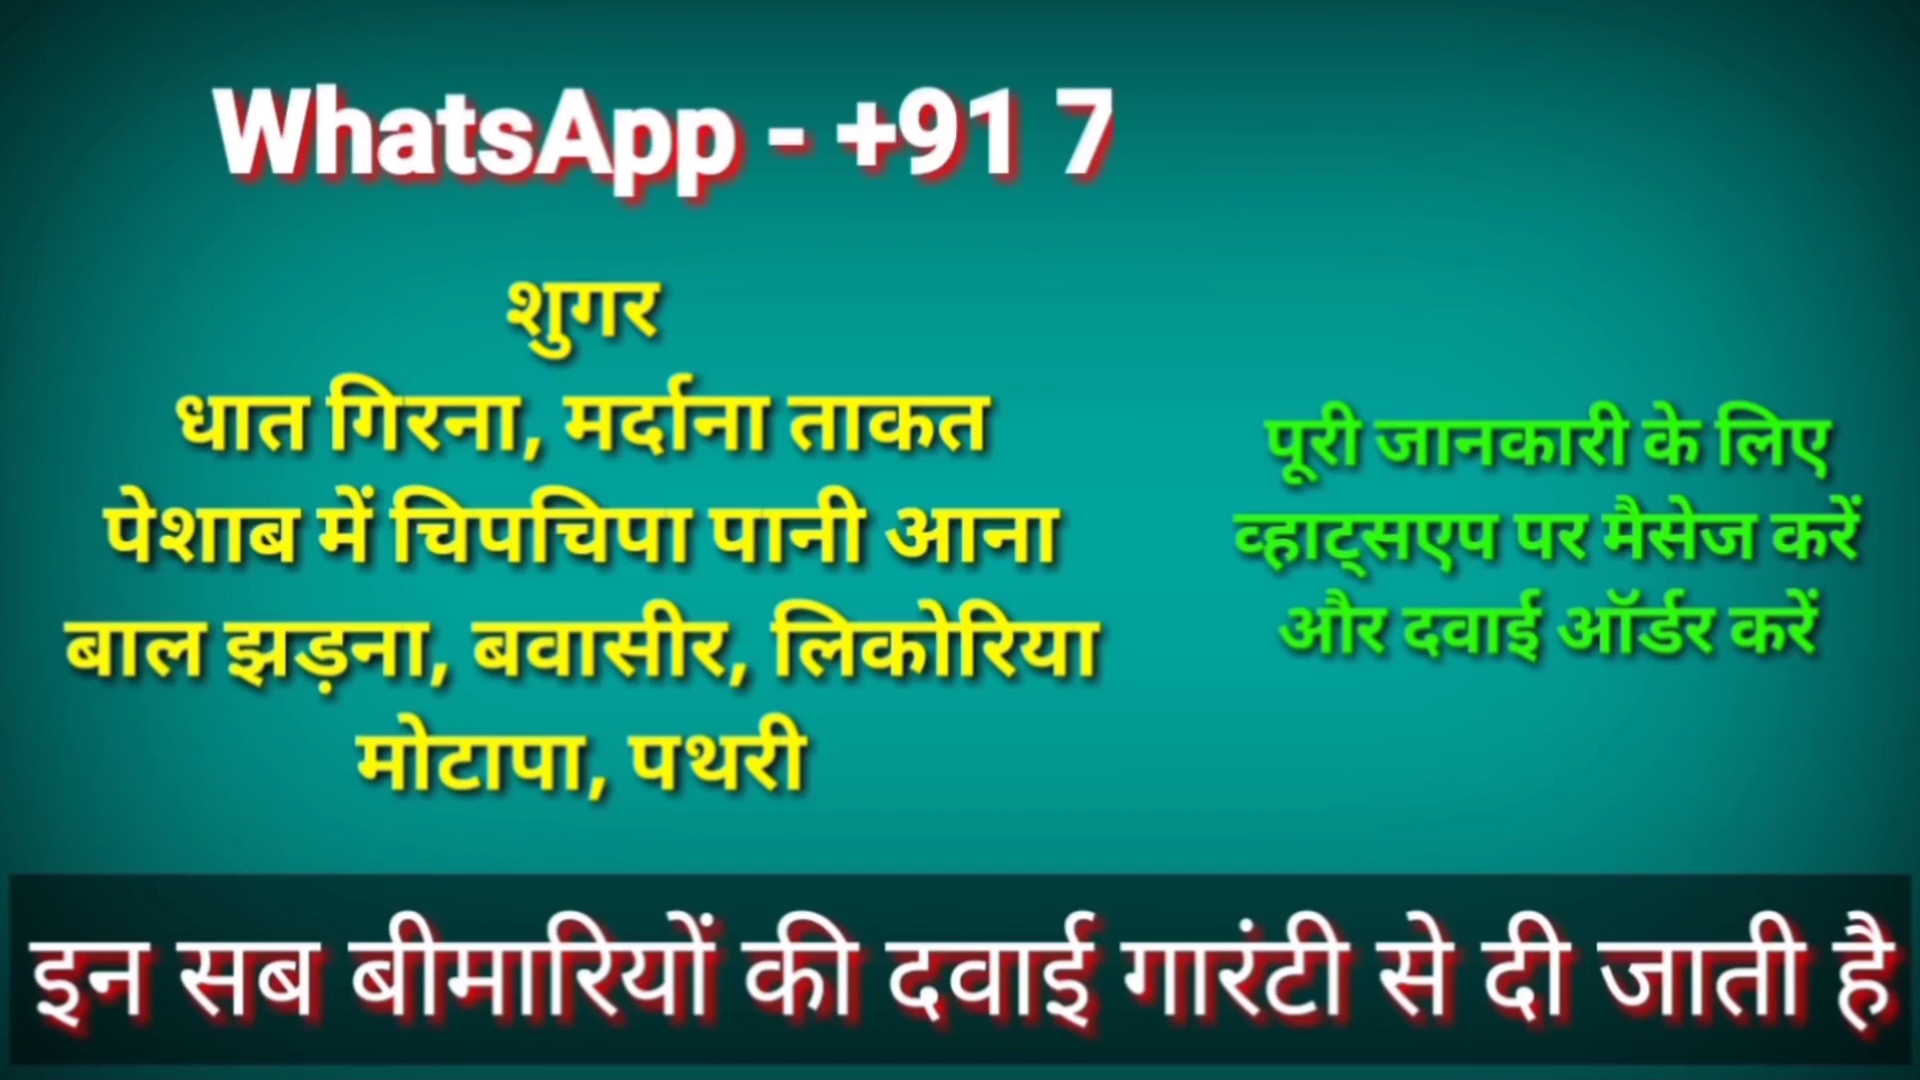 WhatsApp - +91 7
शुगर
धात गिरना, मर्दाना ताकत
पेशाब में चिपचिपा पानी आना
बाल झड़ना, बवासीर, लिकोरिया
मोटापा, पथरी
पूरी जानकारी के लिए
व्हाट्सएप पर मैसेज करें
और दवाई ऑर्डर करें
इन सब बीमारियों की दवाई गारंटी से दी जाती है